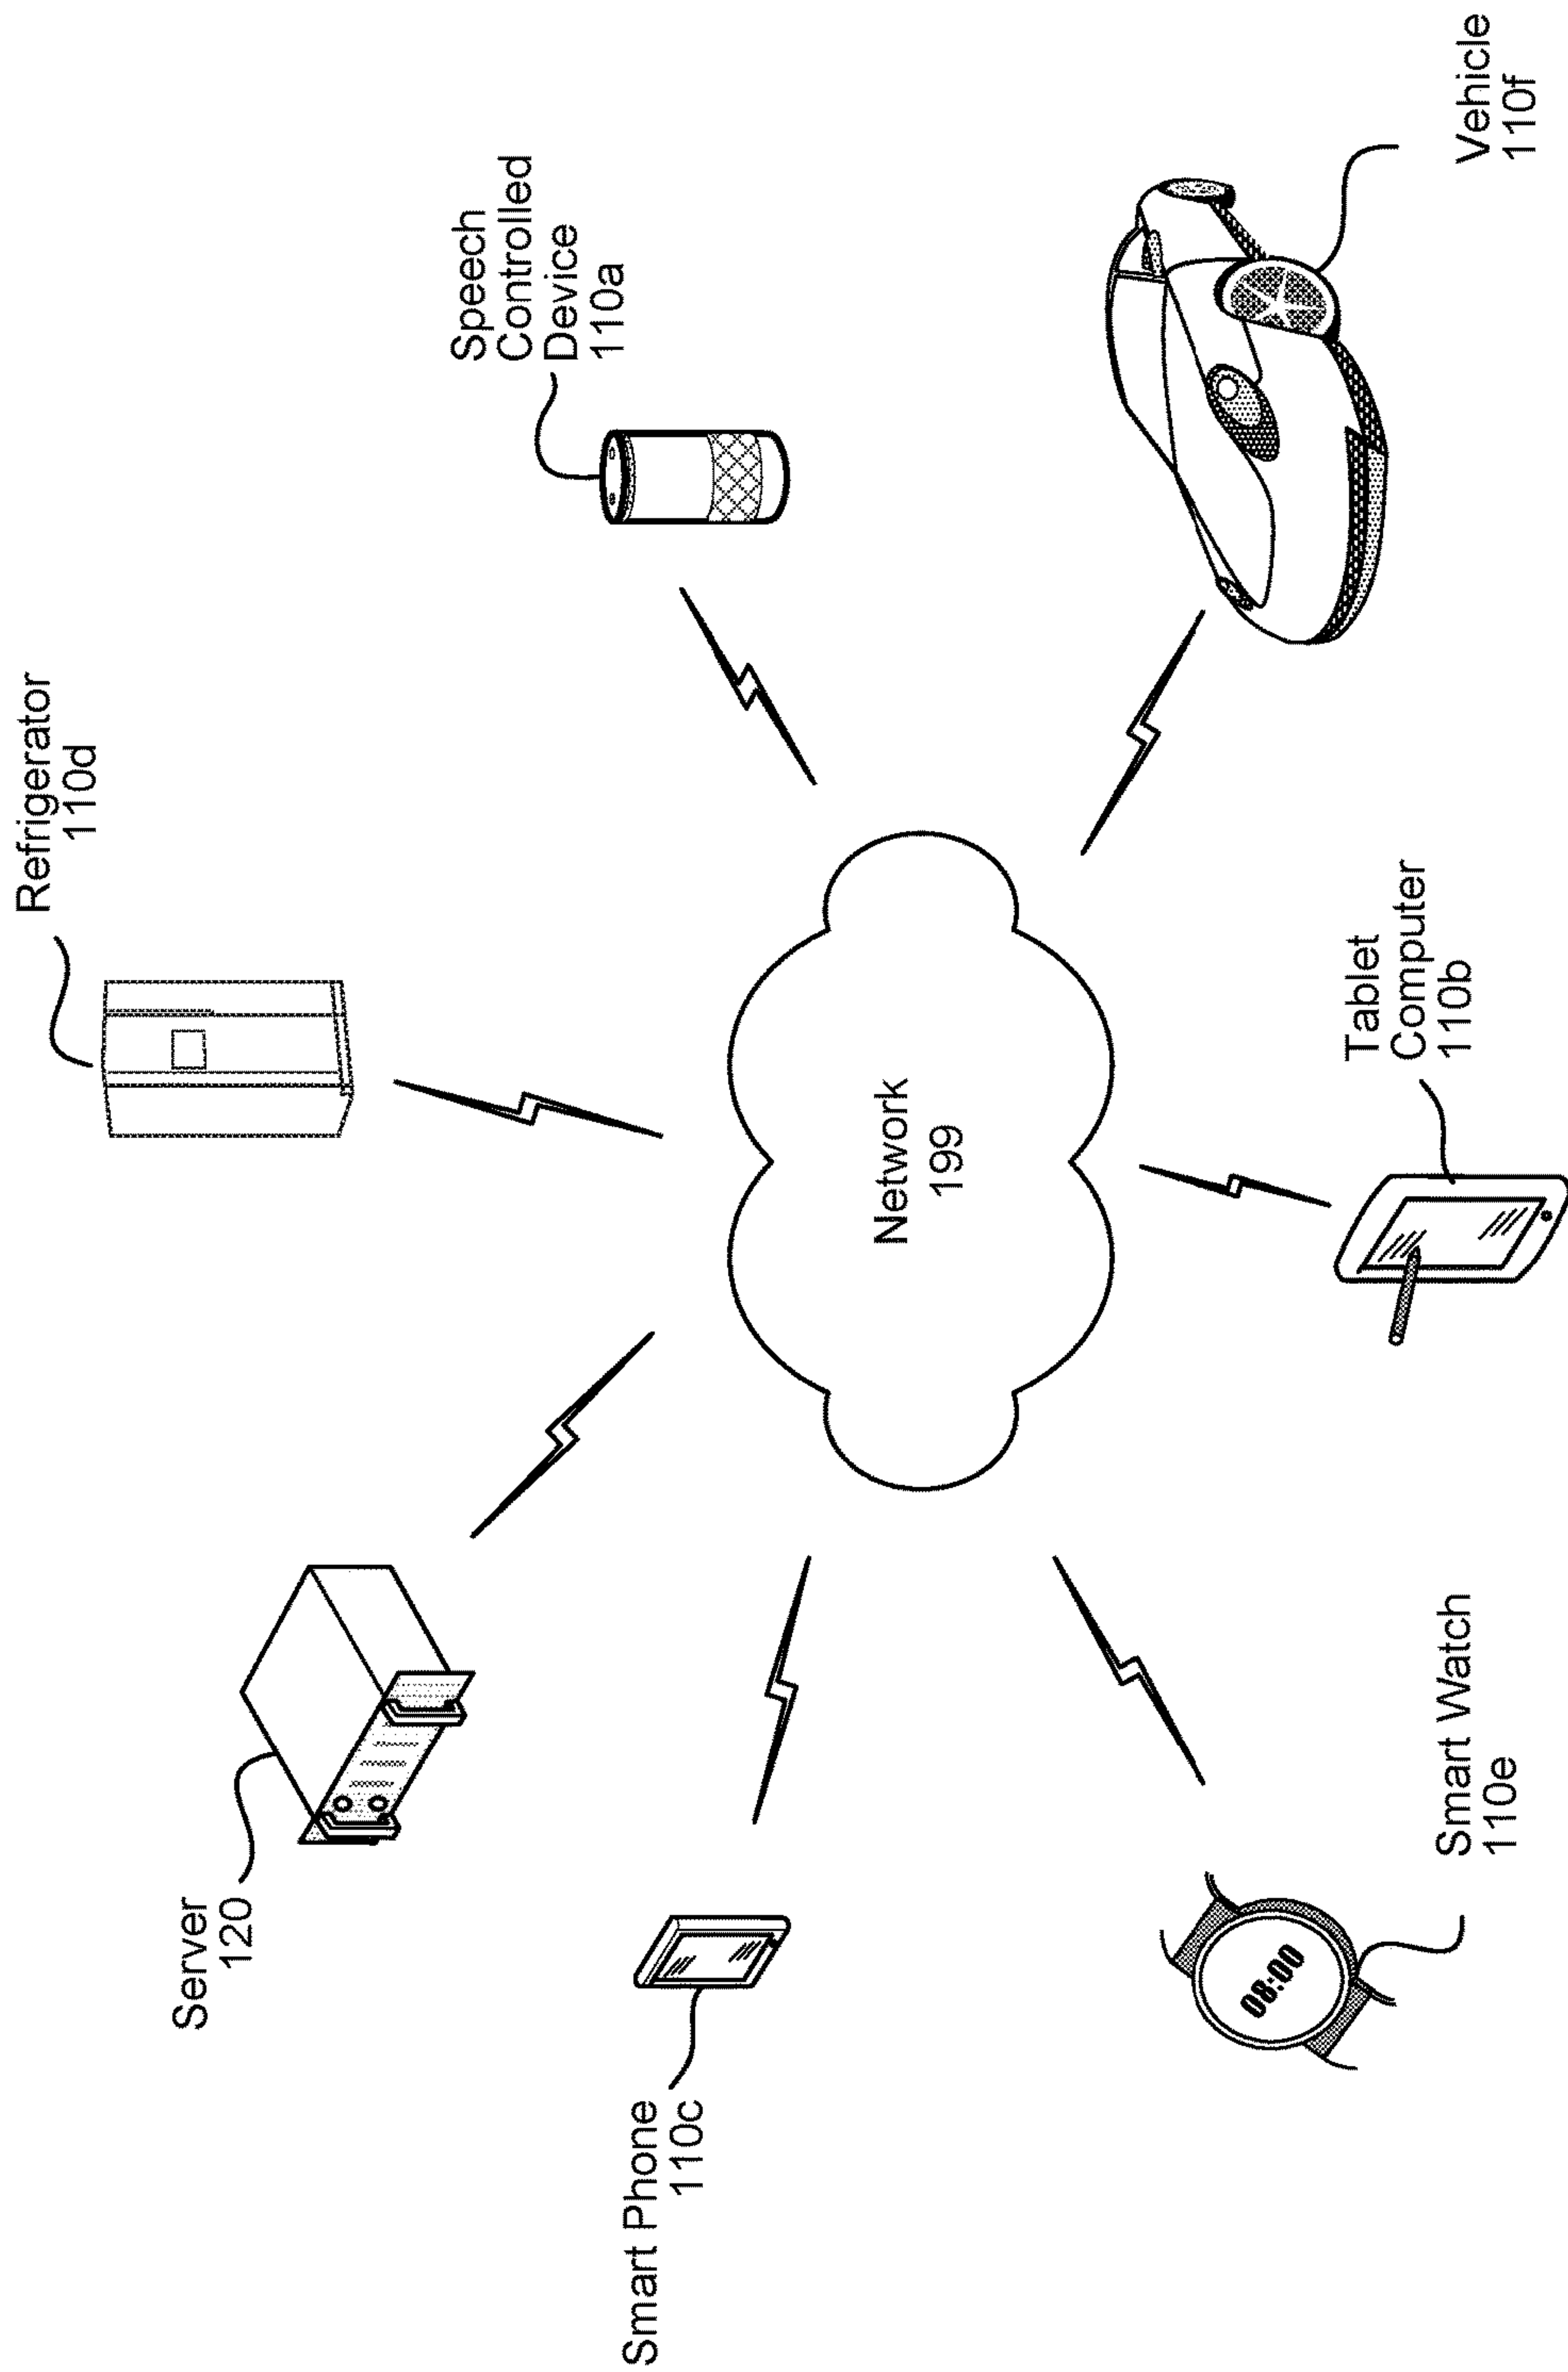 Server
120
Refrigerator
110d
Speech
Controlled
Device
110a
Smart Phone
110c
Network
199
08:00
Smart Watch
110e
Tablet
Computer
110b
Vehicle
110f